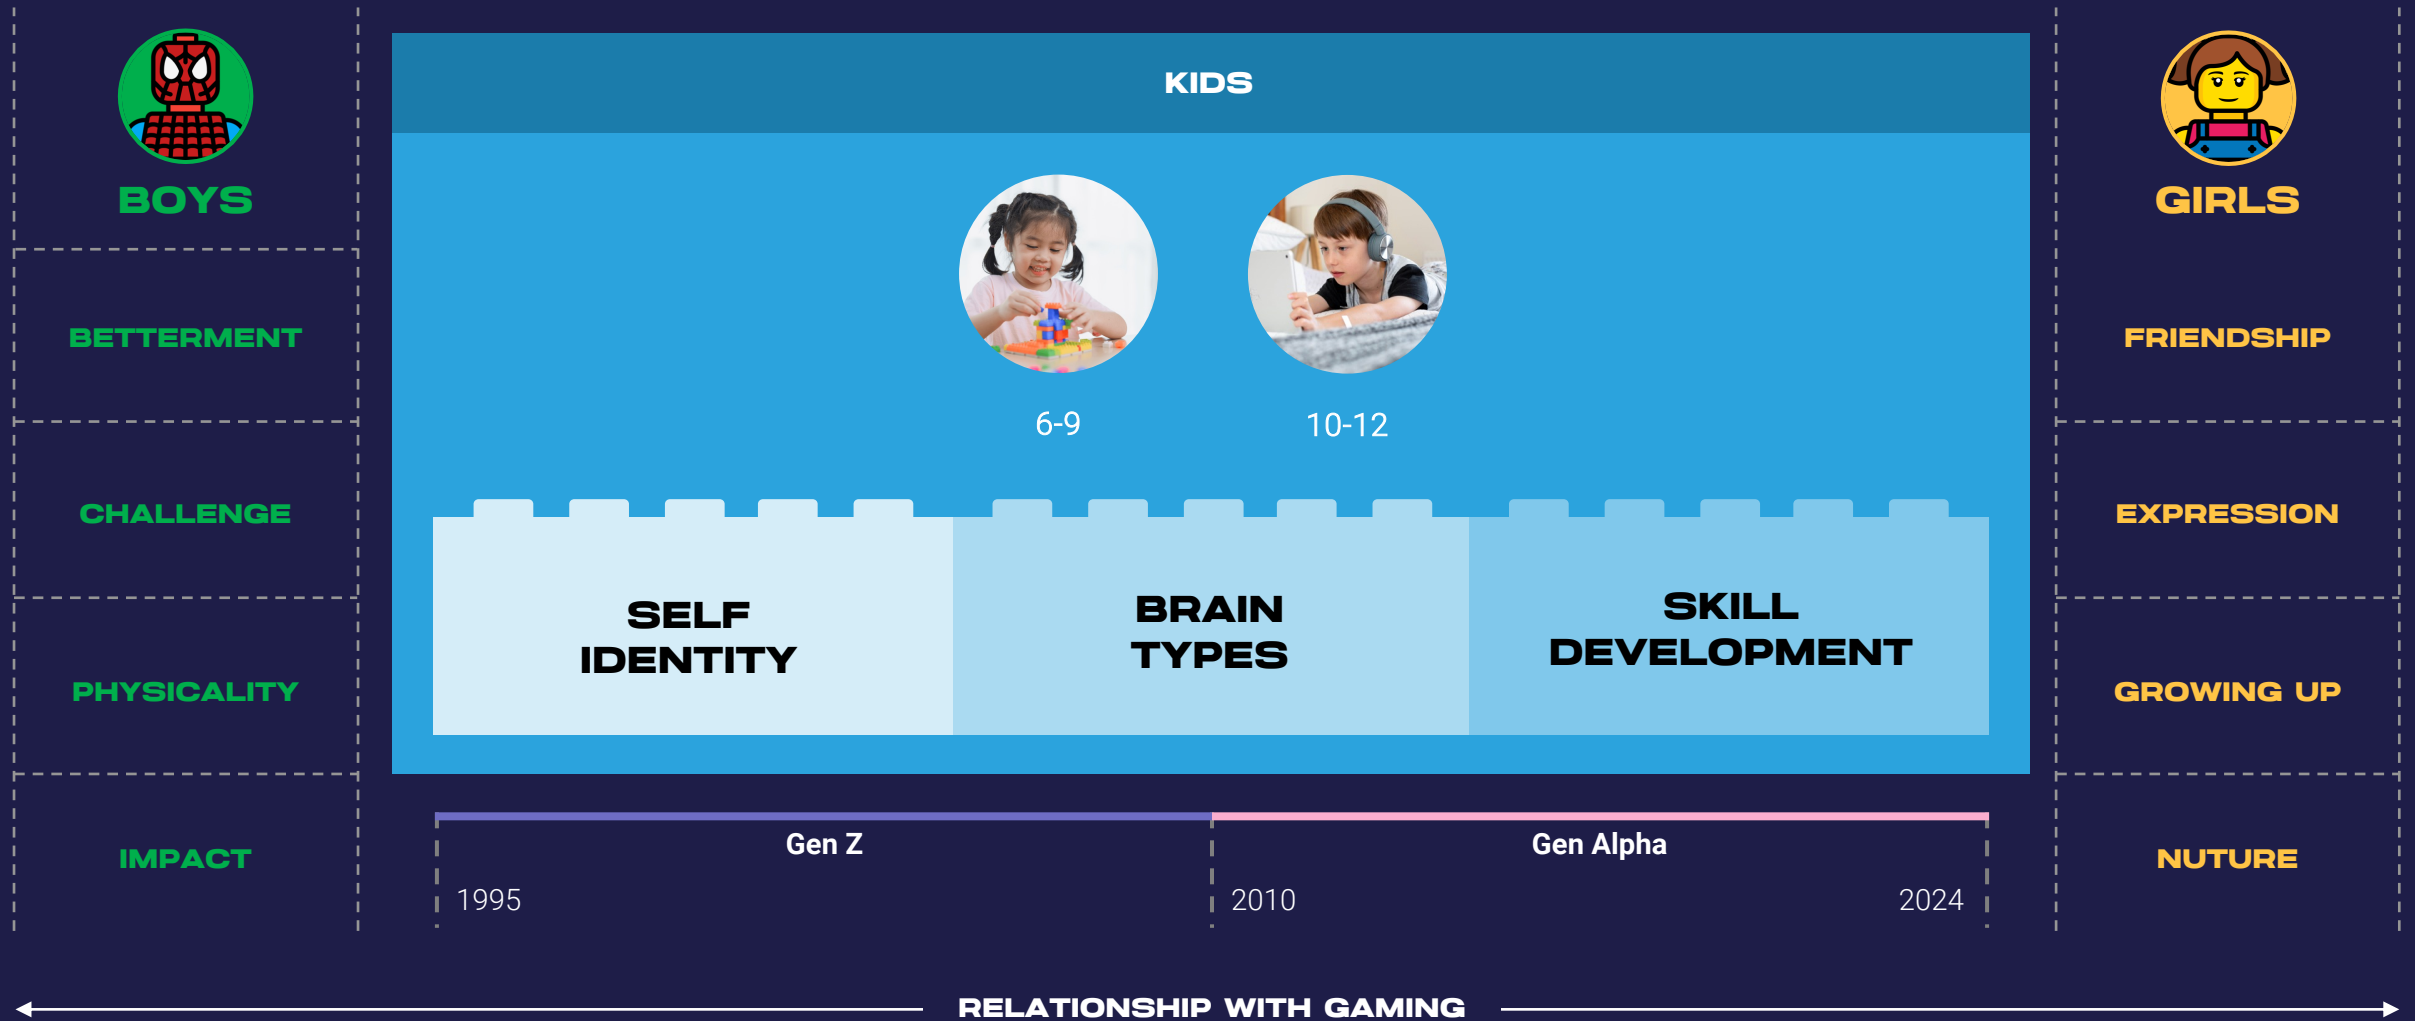 BOYS
BETTERMENT
CHALLENGE
PHYSICALITY
IMPACT
KIDS
6-9
10-12
SELF
IDENTITY
BRAIN
TYPES
SKILL
DEVELOPMENT
Gen Z
Gen Alpha
1995
2010
2024
GIRLS
FRIENDSHIP
EXPRESSION
GROWING UP
NUTURE
RELATIONSHIP WITH GAMING